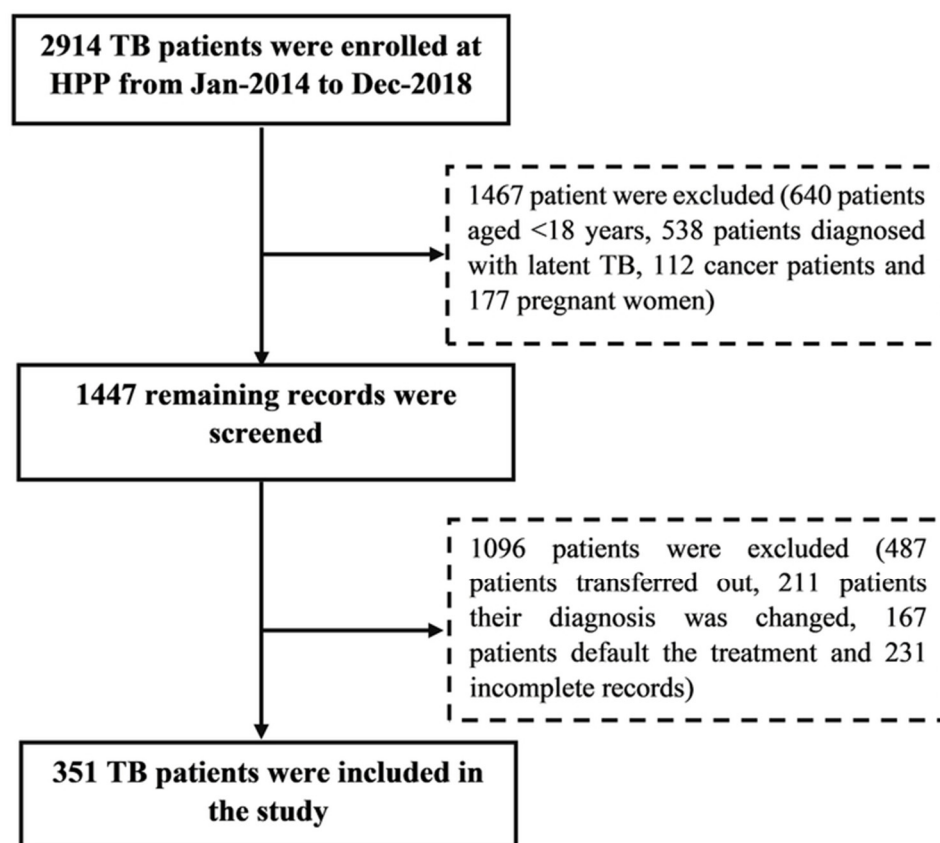 2914 TB patients were enrolled at
HPP from Jan-2014 to Dec-2018
1467 patient were excluded (640 patients
aged <18 years, 538 patients diagnosed
with latent TB, 112 cancer patients and
177 pregnant women)
1447 remaining records were
screened
1096 patients were excluded (487
patients transferred out, 211 patients
their diagnosis was changed, 167
patients default the treatment and 231
incomplete records)
351 TB patients were included in
the study